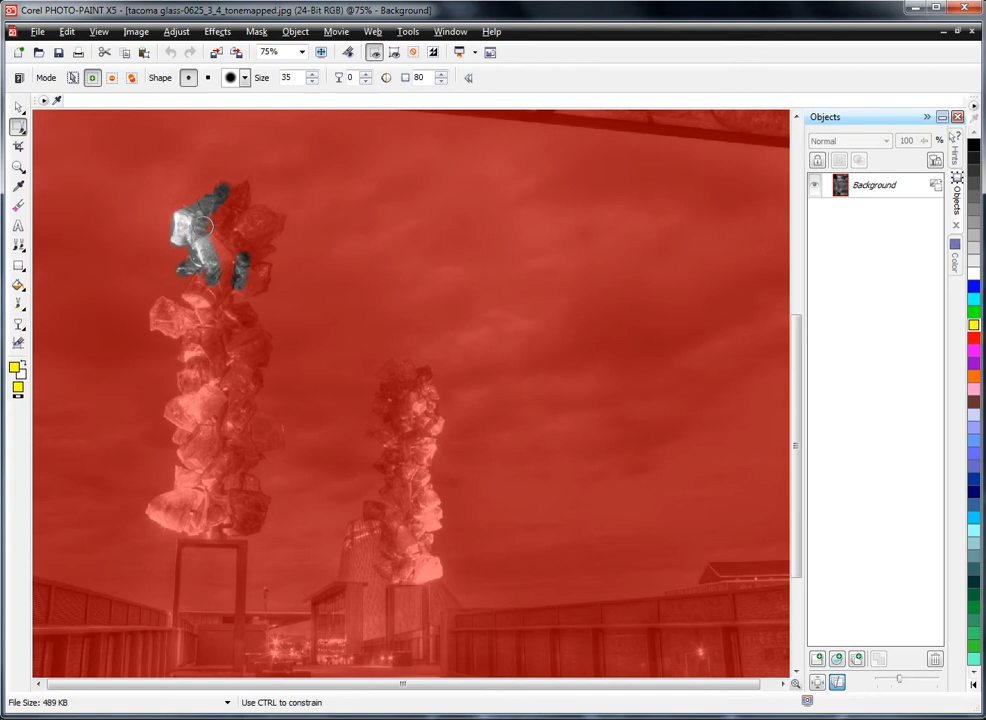 Corel PHOTO-PAINT X5 - [tacoma glass-0625_3_4_tonemapped.jpg (24-Bit RGB) @75% - Background]
File Edit View Image Adjust Effects Mask Object Movie Web Tools Window Help
75%
Mode Shape Size 35 0 80
Objects
Normal 100 %
Background
Hints
Objects
Color
File Size: 489 KB Use CTRL to constrain